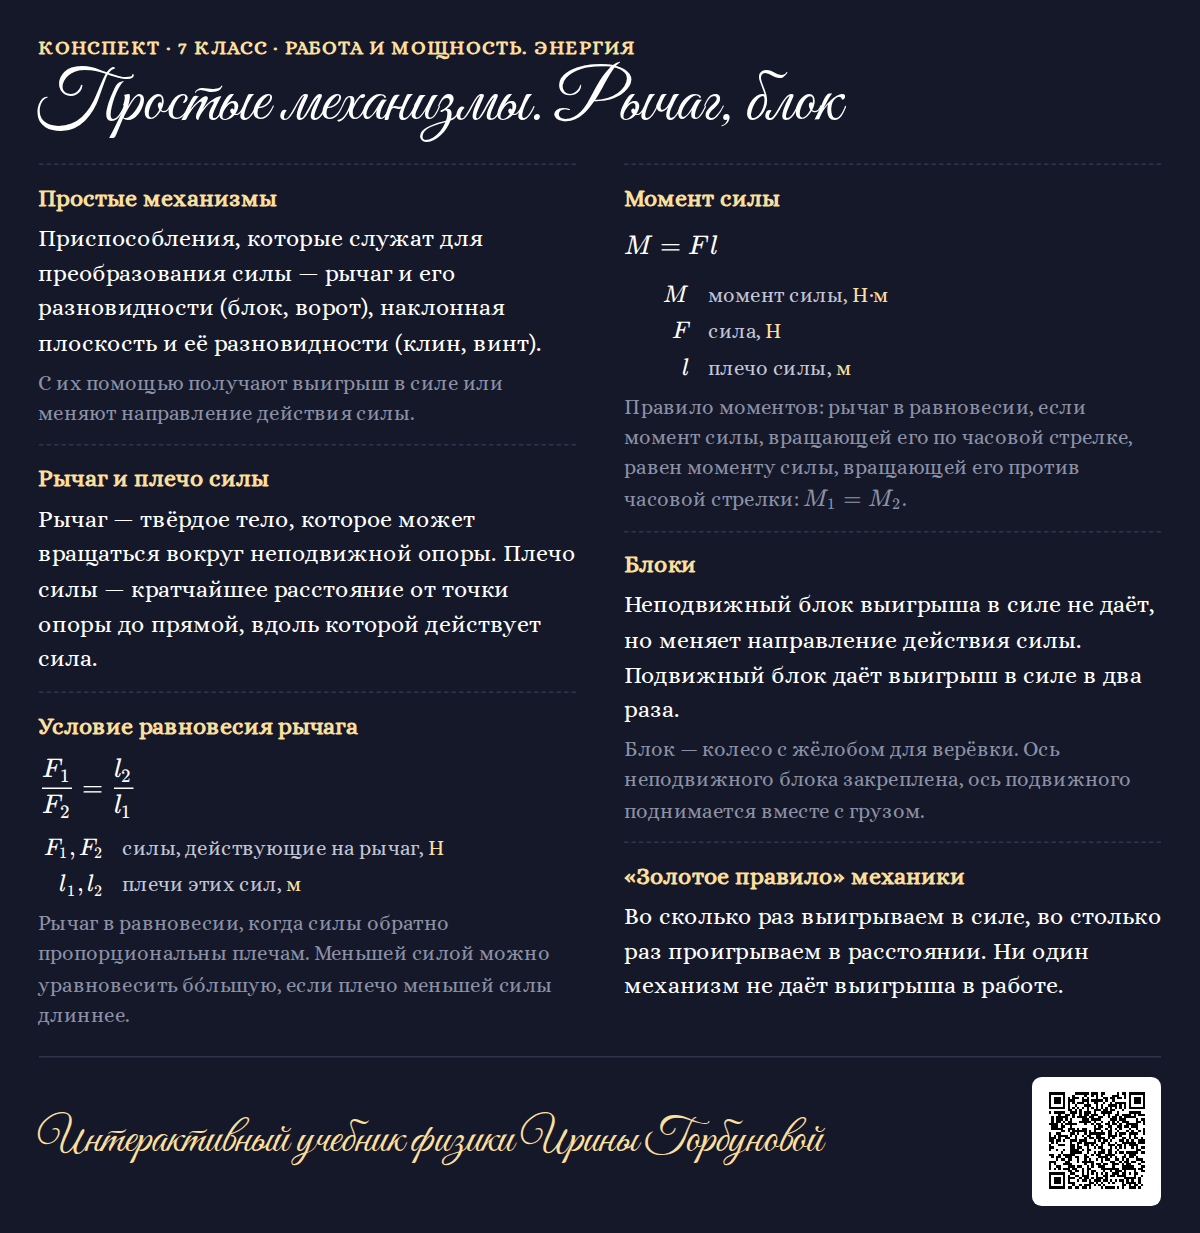 КОНСПЕКТ · 7 КЛАСС · РАБОТА И МОЩНОСТЬ. ЭНЕРГИЯ
Простые механизмы. Рычаг, блок
Простые механизмы
Приспособления, которые служат для
преобразования силы — рычаг и его
разновидности (блок, ворот), наклонная
плоскость и её разновидности (клин, винт).
С их помощью получают выигрыш в силе или
меняют направление действия силы.
Рычаг и плечо силы
Рычаг — твёрдое тело, которое может
вращаться вокруг неподвижной опоры. Плечо
силы — кратчайшее расстояние от точки
опоры до прямой, вдоль которой действует
сила.
Условие равновесия рычага
F₁/F₂ = l₂/l₁
F₁, F₂ силы, действующие на рычаг, Н
l₁, l₂ плечи этих сил, м
Рычаг в равновесии, когда силы обратно
пропорциональны плечам. Меньшей силой можно
уравновесить бо́льшую, если плечо меньшей силы
длиннее.
Момент силы
M = Fl
M момент силы, Н·м
F сила, Н
l плечо силы, м
Правило моментов: рычаг в равновесии, если
момент силы, вращающей его по часовой стрелке,
равен моменту силы, вращающей его против
часовой стрелки: M₁ = M₂.
Блоки
Неподвижный блок выигрыша в силе не даёт,
но меняет направление действия силы.
Подвижный блок даёт выигрыш в силе в два
раза.
Блок — колесо с жёлобом для верёвки. Ось
неподвижного блока закреплена, ось подвижного
поднимается вместе с грузом.
«Золотое правило» механики
Во сколько раз выигрываем в силе, во столько
раз проигрываем в расстоянии. Ни один
механизм не даёт выигрыша в работе.
Интерактивный учебник физики Ирины Горбуновой